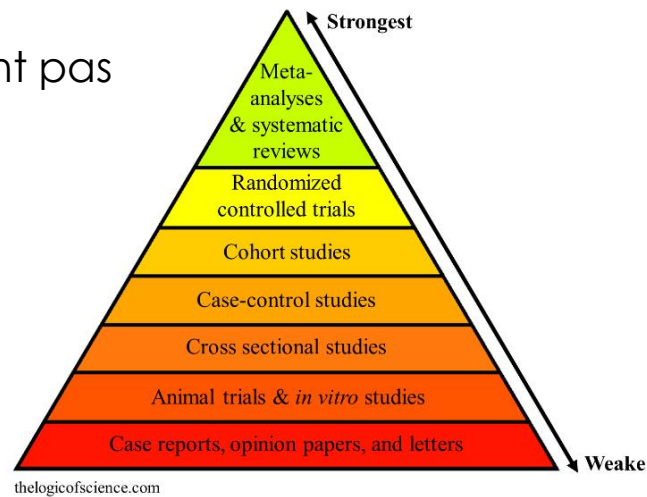 Strongest
nt pas
Meta-
analyses
& systematic
reviews
Randomized
controlled trials
Cohort studies
Case-control studies
Cross sectional studies
Animal trials & in vitro studies
Case reports, opinion papers, and letters
Weake
thelogicofscience.com